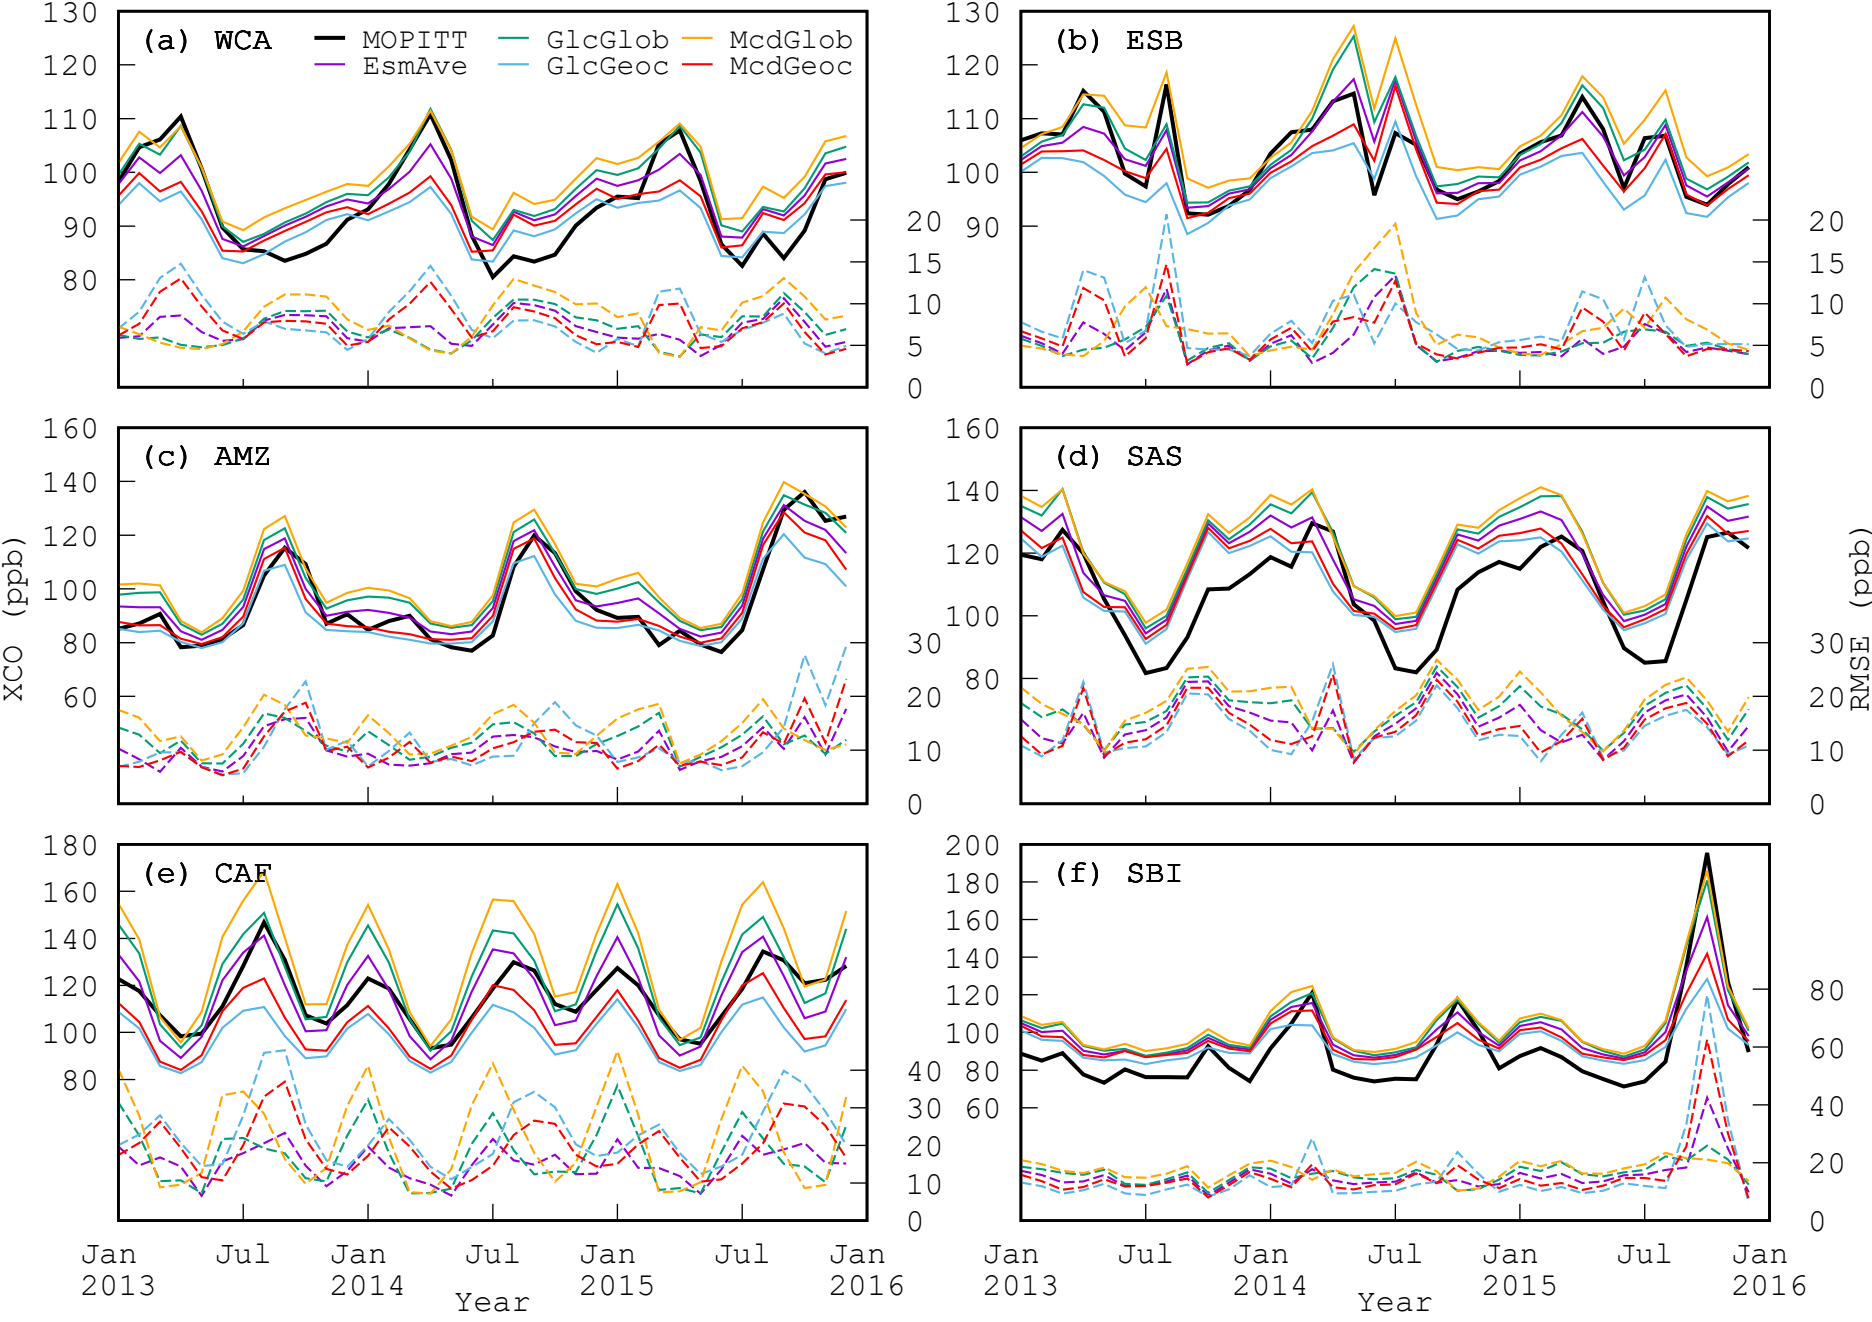 130 120 110 100 90 80
(a) WCA
MOPITT GlcGlob McdGlob
EsmAve GlcGeoc McdGeoc
20 15 10 5 0
130 120 110 100 90
(b) ESB
20 15 10 5 0
160 140 120 100 80 60
(c) AMZ
30 20 10 0
160 140 120 100 80
(d) SAS
30 20 10 0
XCO (ppb)
RMSE (ppb)
180 160 140 120 100 80
(e) CAF
40 30 20 10 0
200 180 160 140 120 100 80 60
(f) SBI
80 60 40 20 0
Jan Jul Jan Jul Jan Jul Jan
2013 2014 2015 2016
Year
Jan Jul Jan Jul Jan Jul Jan
2013 2014 2015 2016
Year